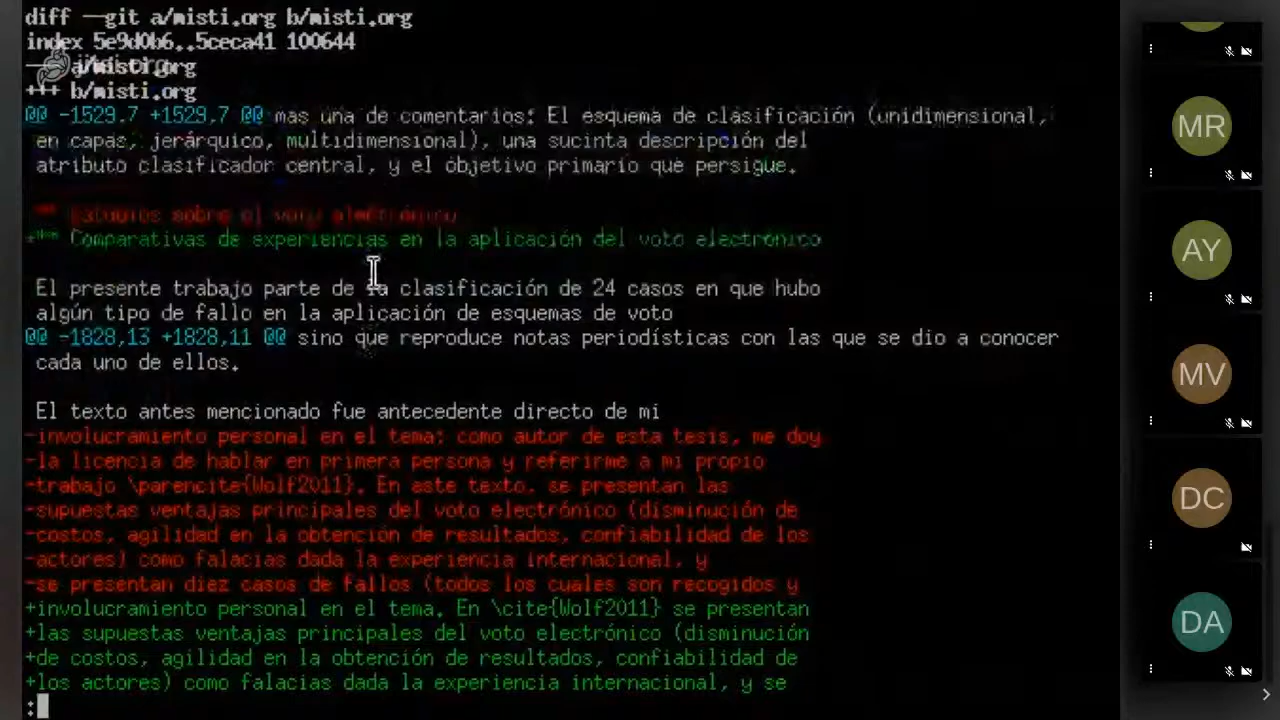 diff --git a/misti.org b/misti.org
index 5e9d0b6..5ceca41 100644
--- a/misti.org
+++ b/misti.org
@@ -1529,7 +1529,7 @@ mas una de comentarios: El esquema de clasificación (unidimensional,
en capas, jerárquico, multidimensional), una sucinta descripción del
atributo clasificador central, y el objetivo primario que persigue.
-** Estudios sobre el voto electrónico
+*** Comparativas de experiencias en la aplicación del voto electrónico
El presente trabajo parte de la clasificación de 24 casos en que hubo
algún tipo de fallo en la aplicación de esquemas de voto
@@ -1828,13 +1828,11 @@ sino que reproduce notas periodísticas con las que se dio a conocer
cada uno de ellos.
El texto antes mencionado fue antecedente directo de mi
-involucramiento personal en el tema: como autor de esta tesis, me doy
-la licencia de hablar en primera persona y referirme a mi propio
-trabajo \parencite{Wolf2011}. En este texto, se presentan las
-supuestas ventajas principales del voto electrónico (disminución de
-costos, agilidad en la obtención de resultados, confiabilidad de los
-actores) como falacias dada la experiencia internacional, y
-se presentan diez casos de fallos (todos los cuales son recogidos y
+involucramiento personal en el tema. En \cite{Wolf2011} se presentan
+las supuestas ventajas principales del voto electrónico (disminución
+de costos, agilidad en la obtención de resultados, confiabilidad de
+los actores) como falacias dada la experiencia internacional, y se
:
MR
AY
MV
DC
DA